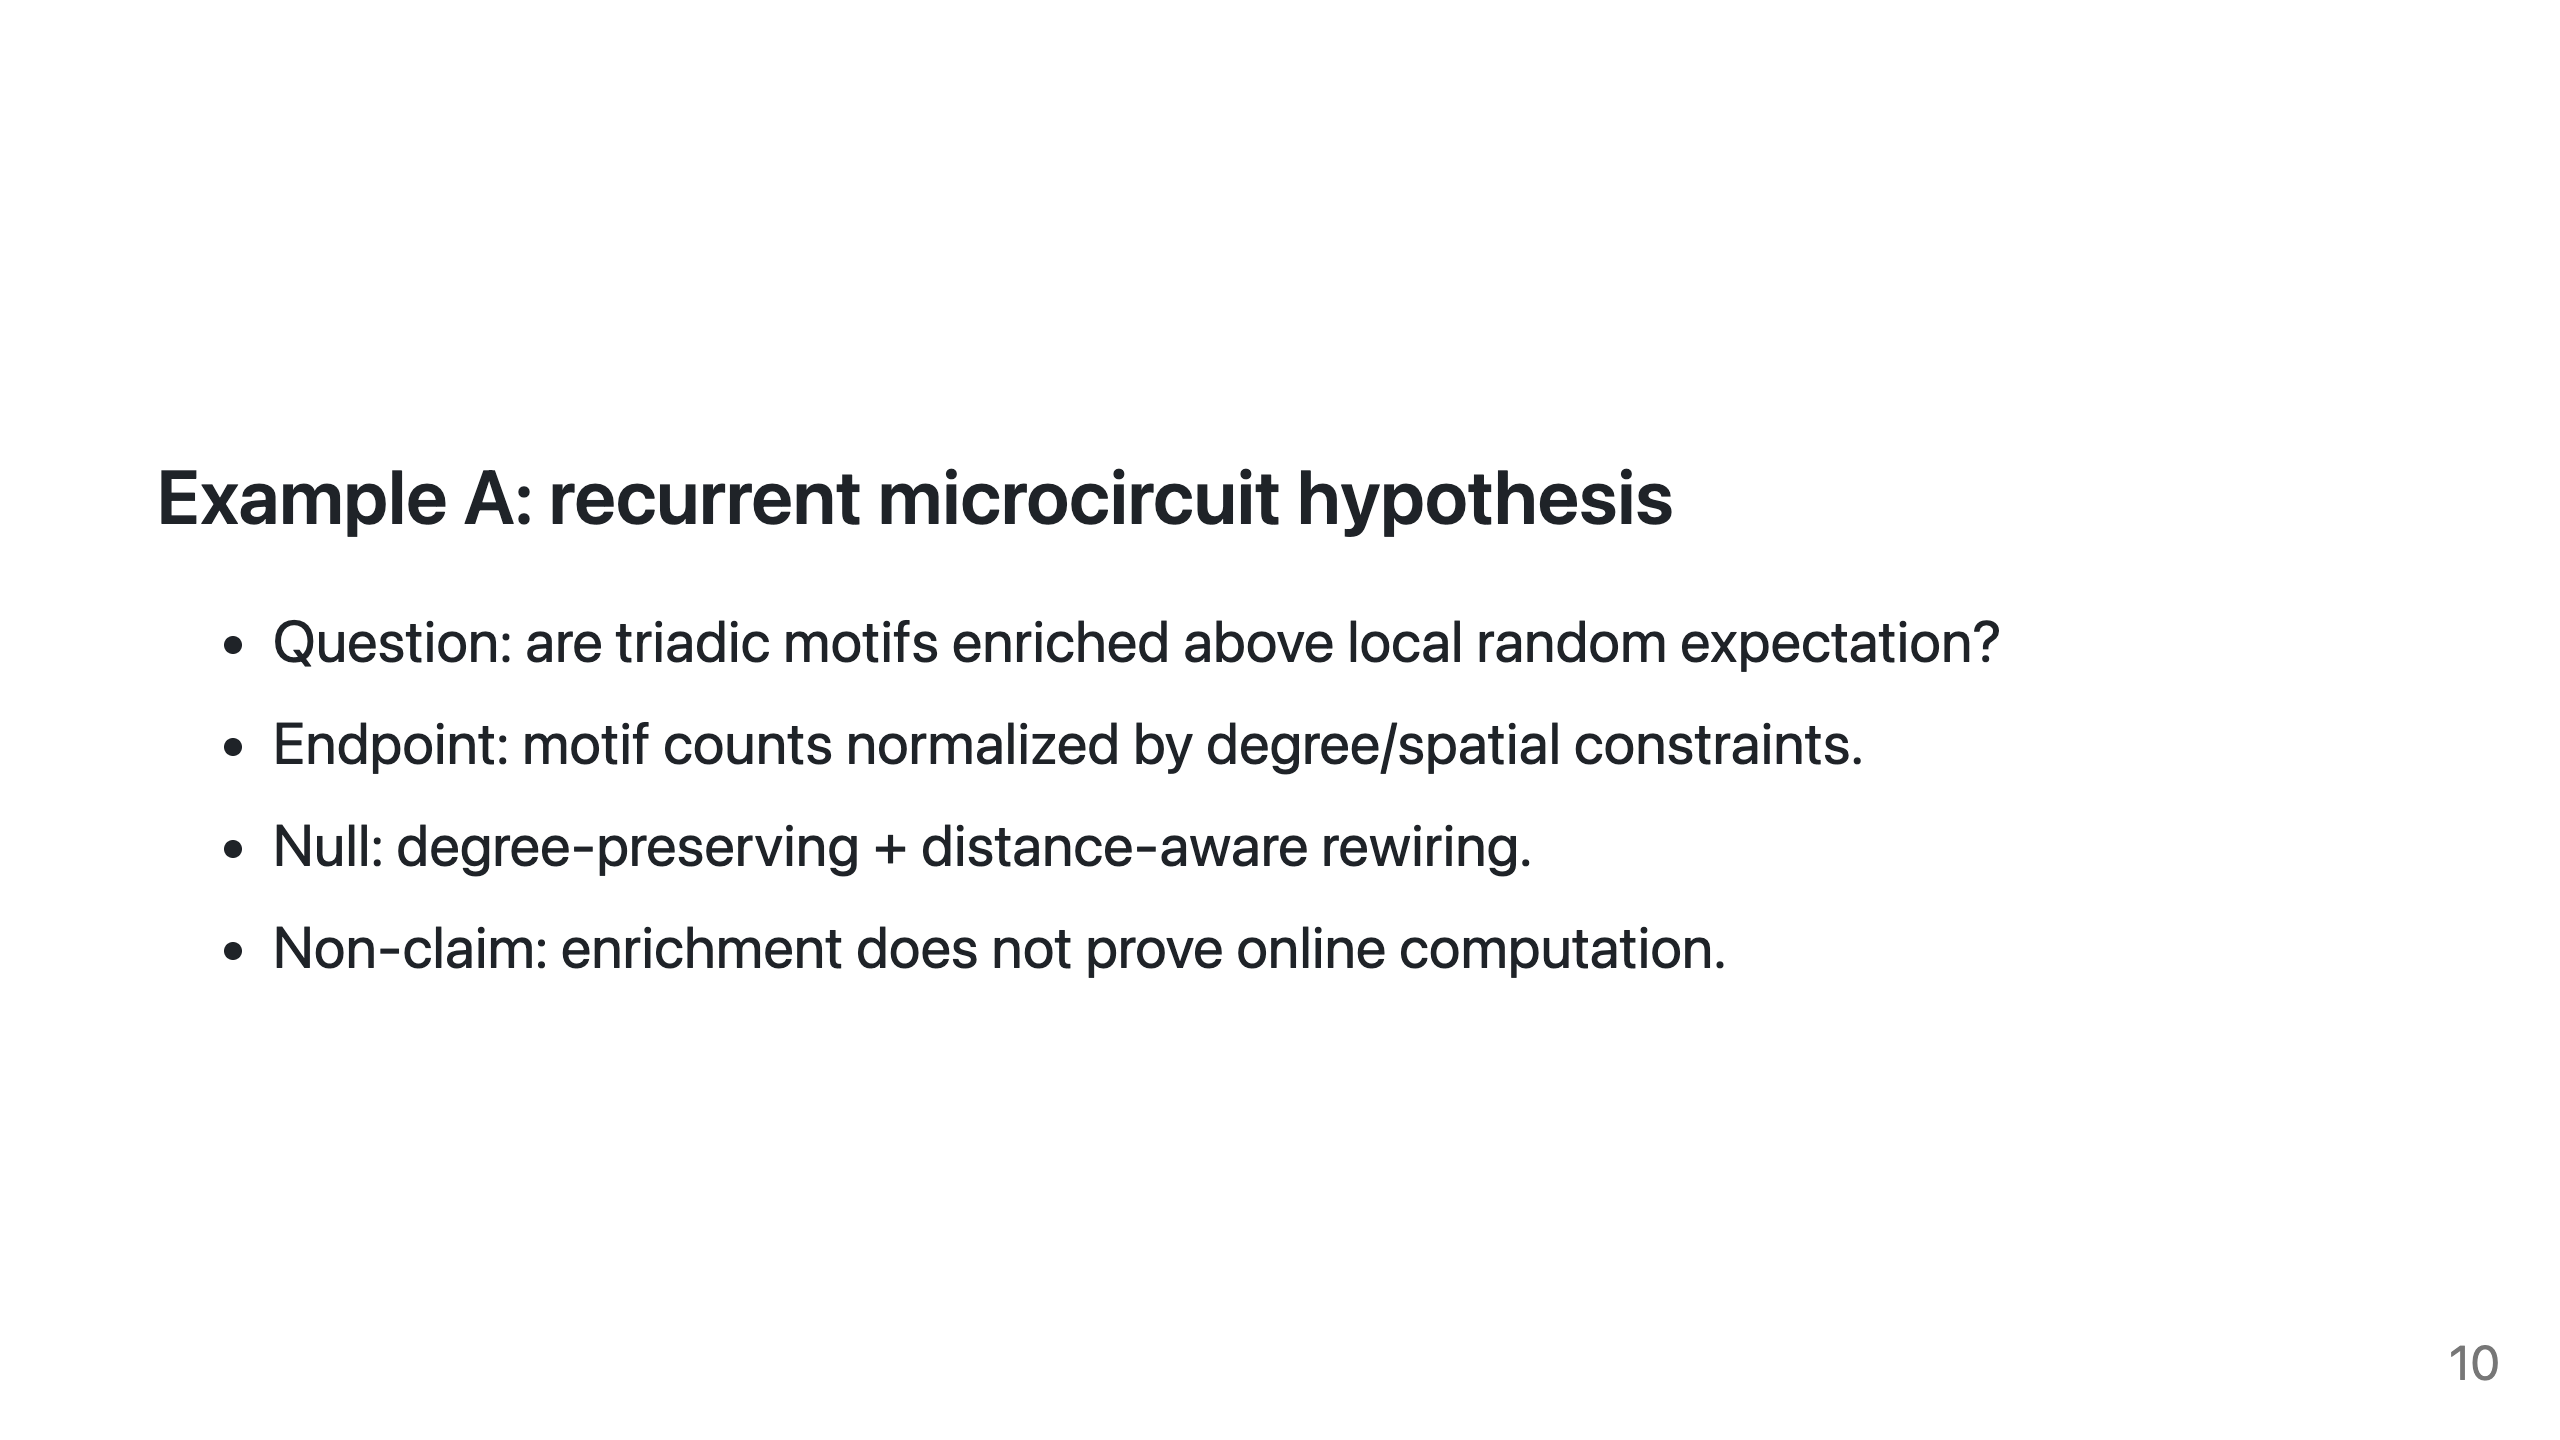 Example A: recurrent microcircuit hypothesis
• Question: are triadic motifs enriched above local random expectation?
• Endpoint: motif counts normalized by degree/spatial constraints.
• Null: degree-preserving + distance-aware rewiring.
• Non-claim: enrichment does not prove online computation.
10